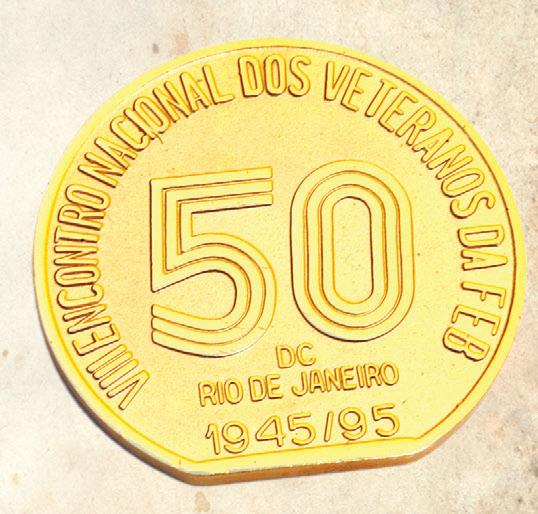 VIII ENCONTRO NACIONAL DOS VETERANOS DA FEB
50
DC
RIO DE JANEIRO
1945/95